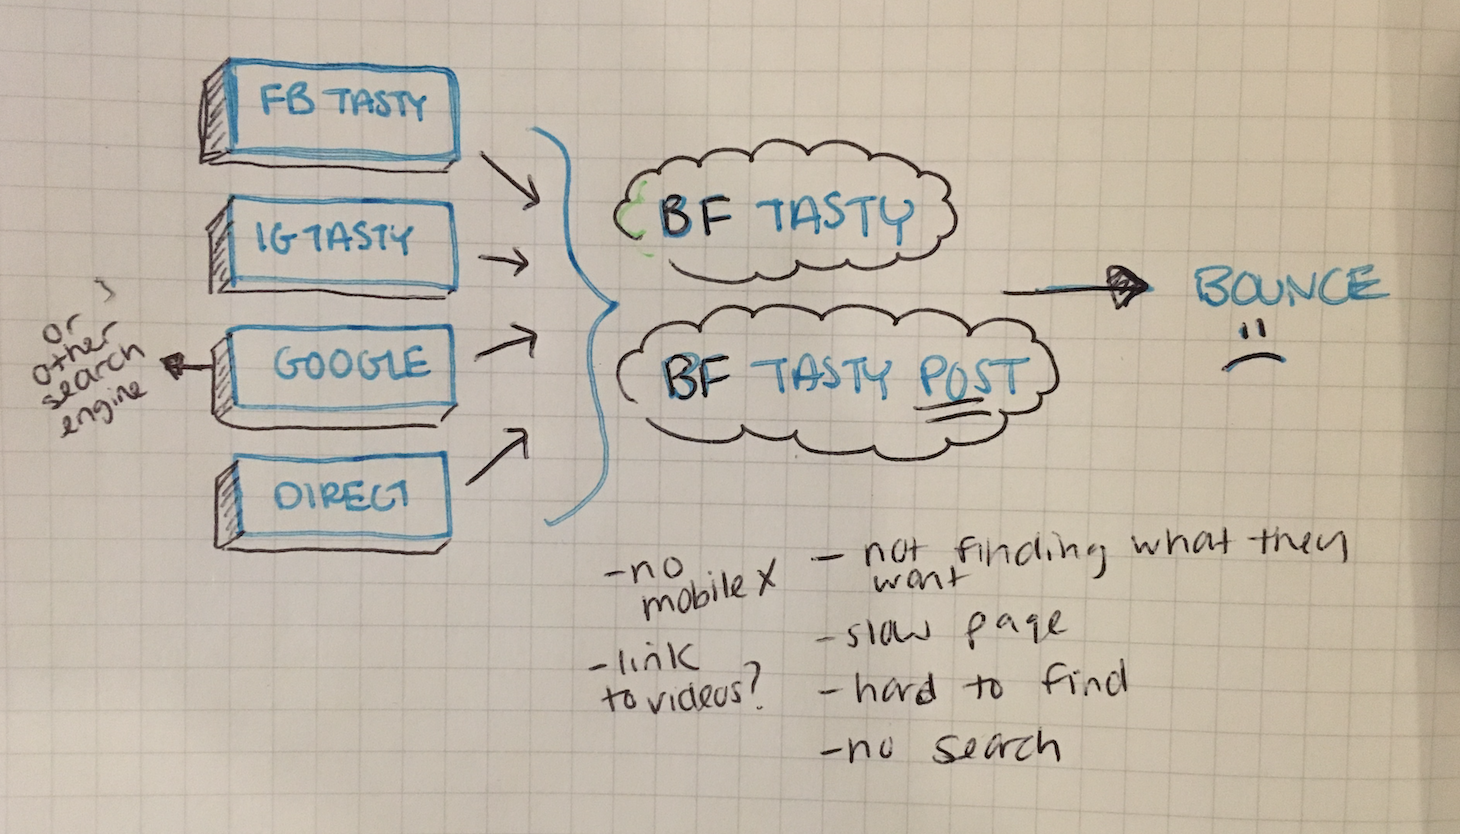 FB TASTY
IG TASTY
or
other
search
engine
GOOGLE
DIRECT
BF TASTY
BF TASTY POST
BOUNCE
-no
mobile X
-link
to videos?
- not finding what they
want
-slow page
-hard to find
-no search